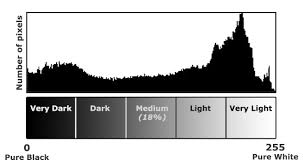 Number of pixels
Very Dark
Dark
Medium
(18%)
Light
Very Light
0
255
Pure Black
Pure White